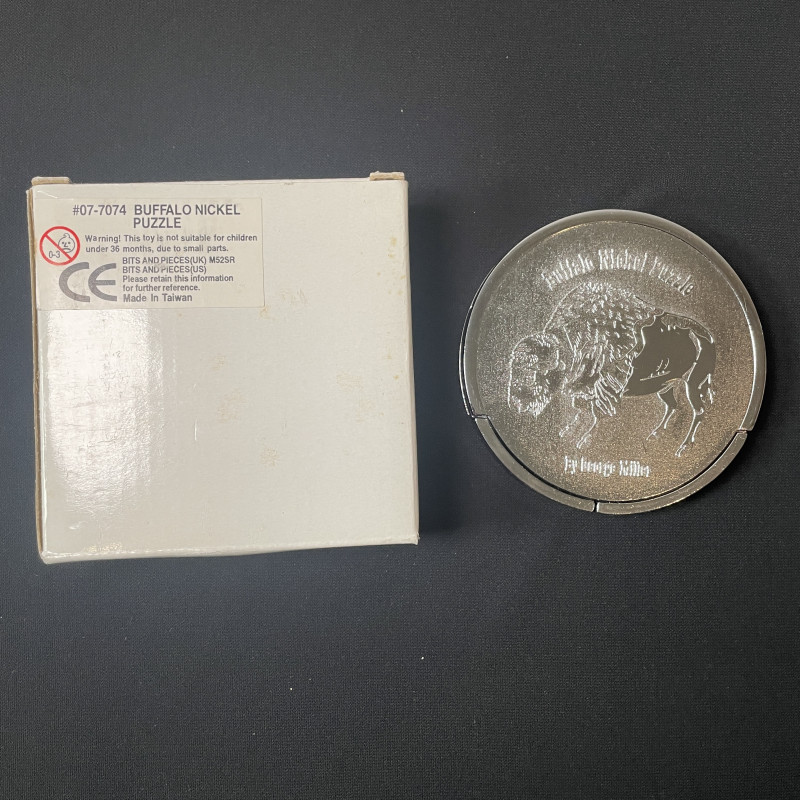 #07-7074 BUFFALO NICKEL
PUZZLE
Warning! This toy is not suitable for children
under 36 months, due to small parts.
0-3
CE
BITS AND PIECES(UK) M52SR
BITS AND PIECES(US)
Please retain this information
for further reference.
Made In Taiwan
Buffalo Nickel Puzzle
by George Miller